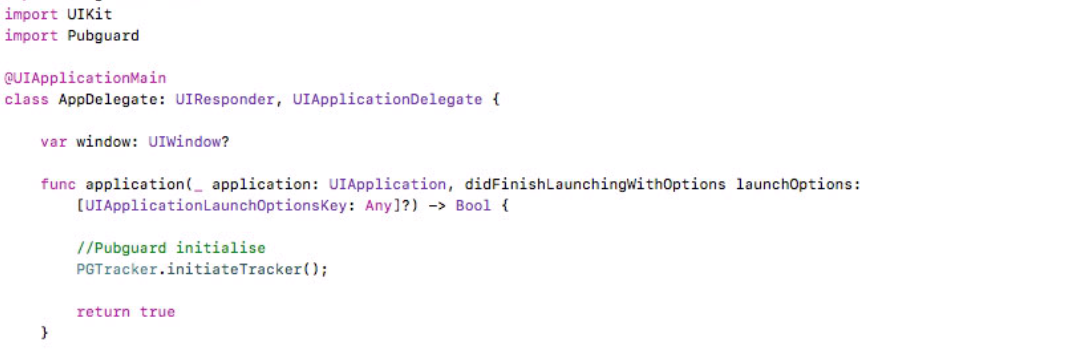 import UIKit
import Pubguard
@UIApplicationMain
class AppDelegate: UIResponder, UIApplicationDelegate {
var window: UIWindow?
func application(_ application: UIApplication, didFinishLaunchingWithOptions launchOptions:
[UIApplicationLaunchOptionsKey: Any]?) -> Bool {
//Pubguard initialise
PGTracker.initiateTracker();
return true
}